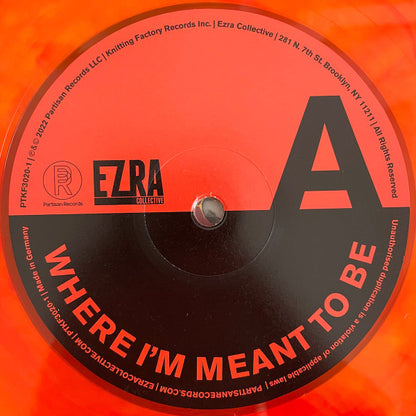 PTKF3020-1 | ℗&© 2022 Partisan Records LLC | Knitting Factory Records Inc. | Ezra Collective | 281 N. 7th St. Brooklyn, NY 11211 | All Rights Reserved
Partisan Records
EZRA
COLLECTIVE
A
WHERE I'M MEANT TO BE
Unauthorised duplication is a violation of applicable laws | PARTISANRECORDS.COM | EZRACOLLECTIVE.COM | PTKF3020-1 | Made in Germany